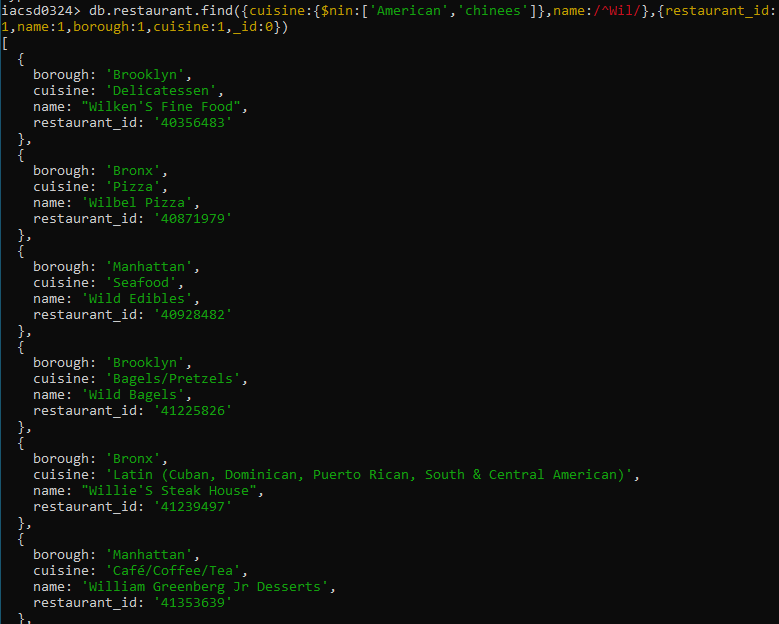 iacsd0324> db.restaurant.find({cuisine:{$nin:['American','chinees']},name:/^Wil/},{restaurant_id:
1,name:1,borough:1,cuisine:1,_id:0})
[
  {
    borough: 'Brooklyn',
    cuisine: 'Delicatessen',
    name: "Wilken'S Fine Food",
    restaurant_id: '40356483'
  },
  {
    borough: 'Bronx',
    cuisine: 'Pizza',
    name: 'Wilbel Pizza',
    restaurant_id: '40871979'
  },
  {
    borough: 'Manhattan',
    cuisine: 'Seafood',
    name: 'Wild Edibles',
    restaurant_id: '40928482'
  },
  {
    borough: 'Brooklyn',
    cuisine: 'Bagels/Pretzels',
    name: 'Wild Bagels',
    restaurant_id: '41225826'
  },
  {
    borough: 'Bronx',
    cuisine: 'Latin (Cuban, Dominican, Puerto Rican, South & Central American)',
    name: "Willie'S Steak House",
    restaurant_id: '41239497'
  },
  {
    borough: 'Manhattan',
    cuisine: 'Café/Coffee/Tea',
    name: 'William Greenberg Jr Desserts',
    restaurant_id: '41353639'
  },